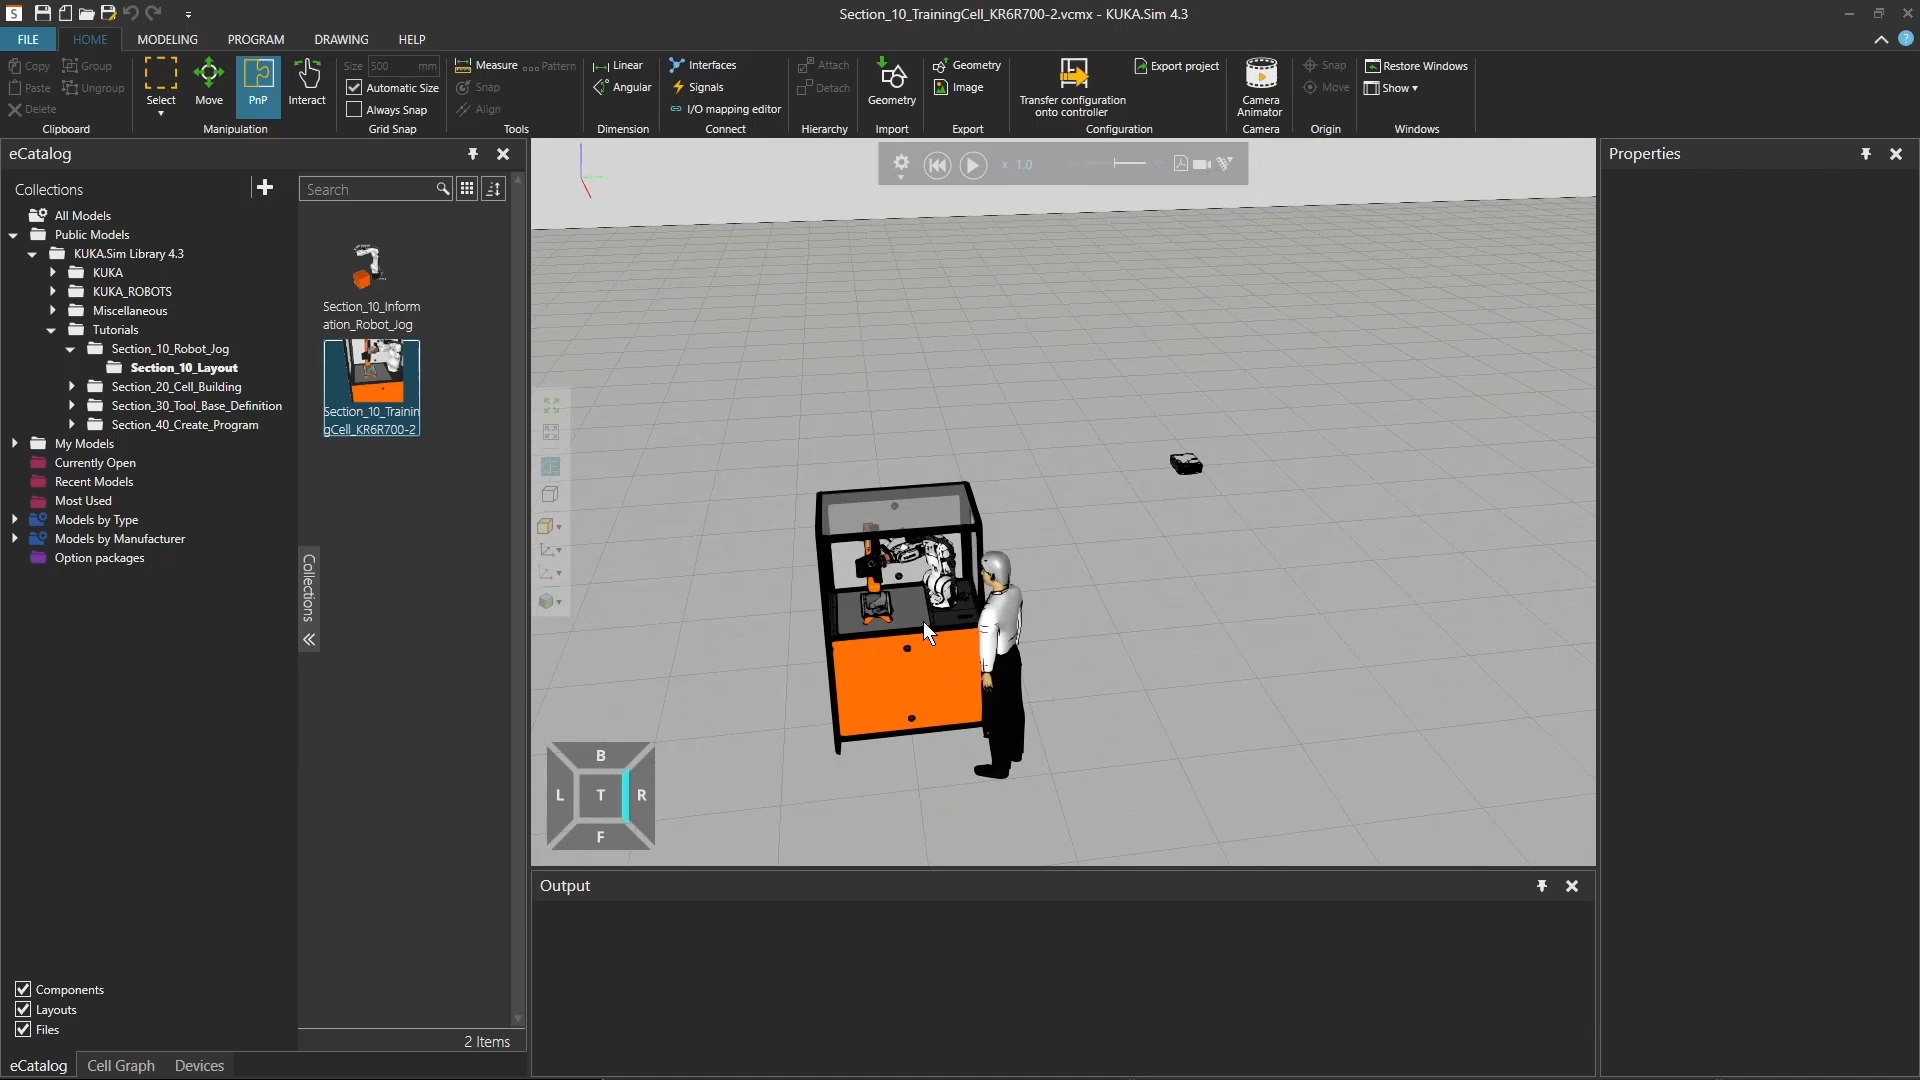 S
Section_10_TrainingCell_KR6R700-2.vcmx - KUKA.Sim 4.3
FILE HOME MODELING PROGRAM DRAWING HELP
?
Copy Group
Paste Ungroup
Delete
Clipboard
Select Move PnP Interact
Manipulation
Size 500 mm
Automatic Size
Always Snap
Grid Snap
Measure Pattern
Snap
Align
Tools
Linear
Angular
Dimension
Interfaces
Signals
I/O mapping editor
Connect
Attach
Detach
Hierarchy
Geometry
Import
Geometry
Image
Export
Transfer configuration
onto controller
Export project
Configuration
Camera
Animator
Camera
Snap
Move
Origin
Restore Windows
Show
Windows
eCatalog
Collections
Search
All Models
Public Models
KUKA.Sim Library 4.3
KUKA
KUKA_ROBOTS
Miscellaneous
Tutorials
Section_10_Robot_Jog
Section_10_Layout
Section_20_Cell_Building
Section_30_Tool_Base_Definition
Section_40_Create_Program
My Models
Currently Open
Recent Models
Most Used
Models by Type
Models by Manufacturer
Option packages
Components
Layouts
Files
Collections
Section_10_Inform
ation_Robot_Jog
Section_10_Trainin
gCell_KR6R700-2
2 Items
eCatalog Cell Graph Devices
x 1.0
B
L T R
F
Output
Properties